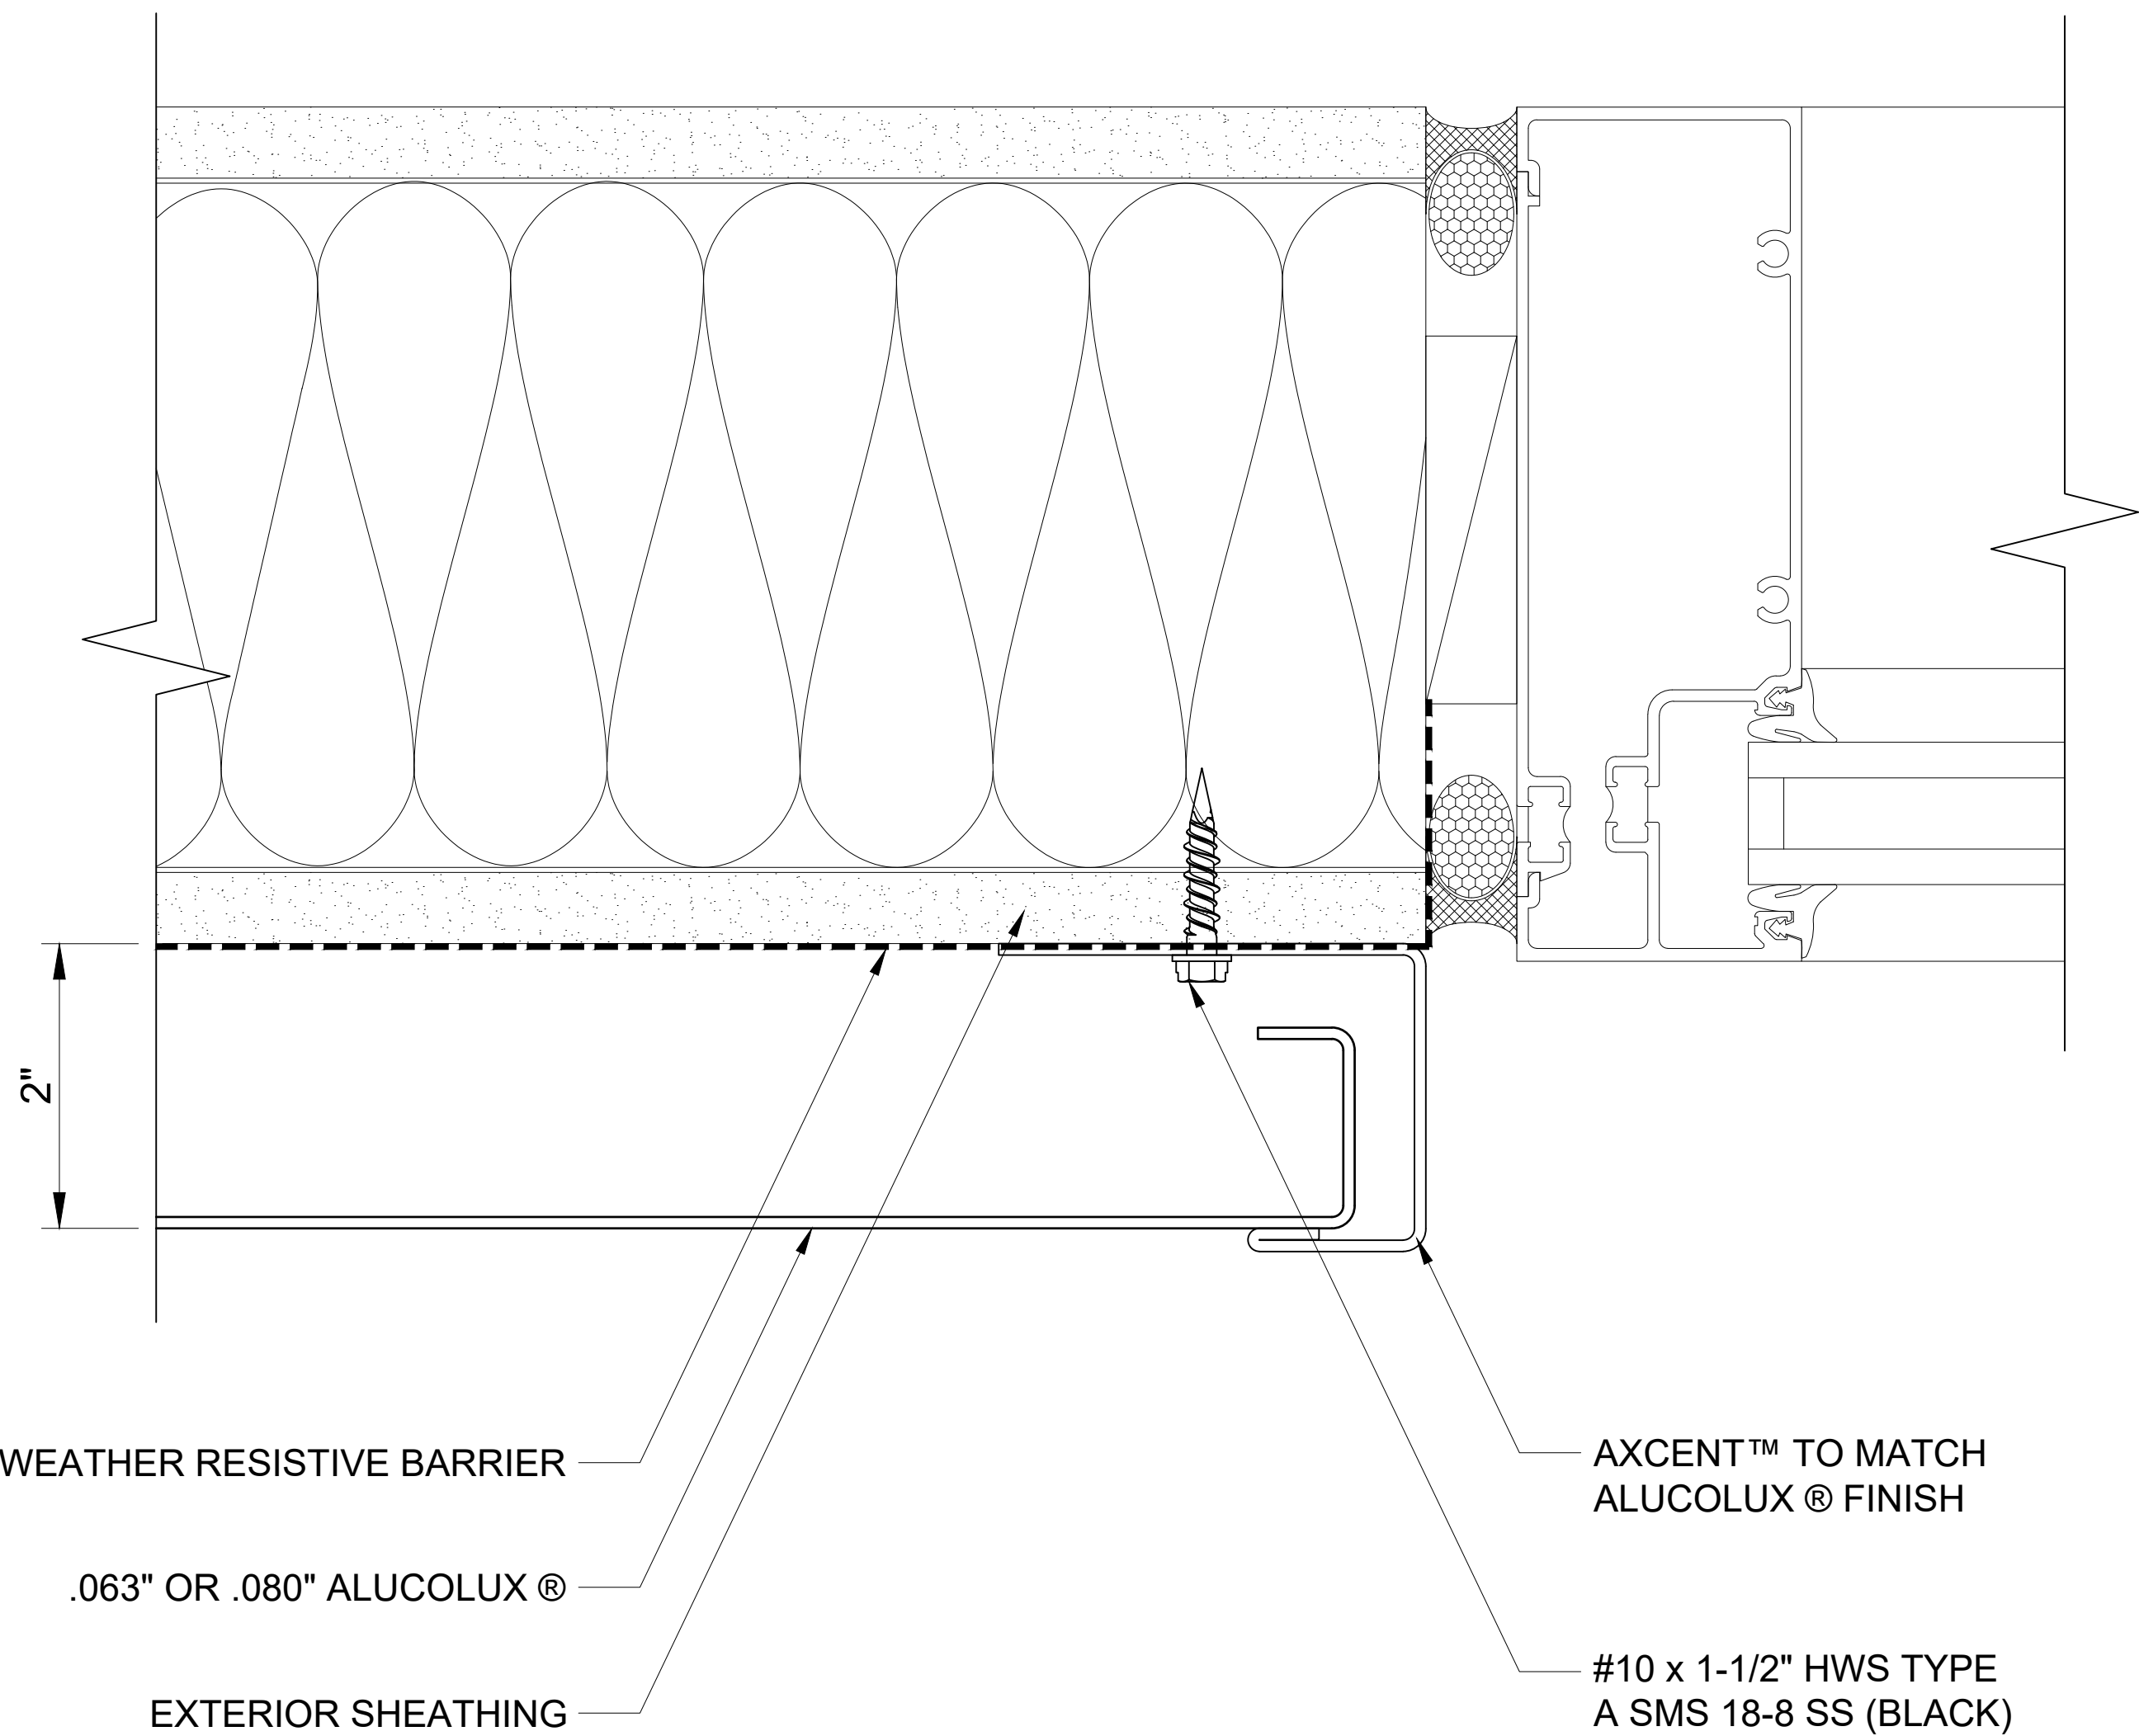 2"
WEATHER RESISTIVE BARRIER
.063" OR .080" ALUCOLUX ®
EXTERIOR SHEATHING
AXCENT™ TO MATCH
ALUCOLUX ® FINISH
#10 x 1-1/2" HWS TYPE
A SMS 18-8 SS (BLACK)